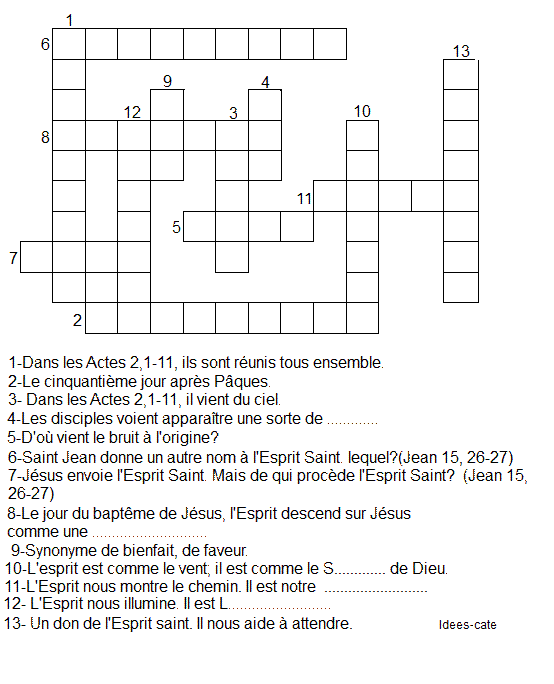 1
6
13
9
4
12
3
10
8
11
5
7
2
1-Dans les Actes 2,1-11, ils sont réunis tous ensemble.
2-Le cinquantième jour après Pâques.
3- Dans les Actes 2,1-11, il vient du ciel.
4-Les disciples voient apparaître une sorte de .............
5-D'où vient le bruit à l'origine?
6-Saint Jean donne un autre nom à l'Esprit Saint. lequel?(Jean 15, 26-27)
7-Jésus envoie l'Esprit Saint. Mais de qui procède l'Esprit Saint? (Jean 15,
26-27)
8-Le jour du baptême de Jésus, l'Esprit descend sur Jésus
comme une .............................
9-Synonyme de bienfait, de faveur.
10-L'esprit est comme le vent; il est comme le S............. de Dieu.
11-L'Esprit nous montre le chemin. Il est notre ..........................
12- L'Esprit nous illumine. Il est L..........................
13- Un don de l'Esprit saint. Il nous aide à attendre.
Idees-cate